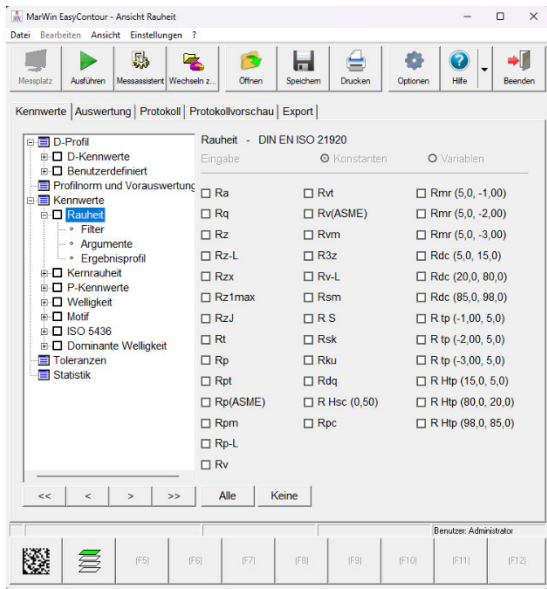 MarWin EasyContour - Ansicht Rauheit
Datei Bearbeiten Ansicht Einstellungen ?
Messplatz Ausführen Messassistent Wechseln z... Öffnen Speichern Drucken Optionen Hilfe Beenden
Kennwerte Auswertung Protokoll Protokollvorschau Export
D-Profil
D-Kennwerte
Benutzerdefiniert
Profilnorm und Vorauswertung
Kennwerte
Rauheit
Filter
Argumente
Ergebnisprofil
Kernrauheit
P-Kennwerte
Welligkeit
Motif
ISO 5436
Dominante Welligkeit
Toleranzen
Statistik
Rauheit - DIN EN ISO 21920
Eingabe Konstanten Variablen
Ra Rvt Rmr (5,0, -1,00)
Rq Rv(ASME) Rmr (5,0, -2,00)
Rz Rvm Rmr (5,0, -3,00)
Rz-L R3z Rdc (5,0, 15,0)
Rzx Rv-L Rdc (20,0, 80,0)
Rz1max Rsm Rdc (85,0, 98,0)
RzJ R S R tp (-1,00, 5,0)
Rt Rsk R tp (-2,00, 5,0)
Rp Rku R tp (-3,00, 5,0)
Rpt Rdq R Htp (15,0, 5,0)
Rp(ASME) R Hsc (0,50) R Htp (80,0, 20,0)
Rpm Rpc R Htp (98,0, 85,0)
Rp-L
Rv
<< < > >> Alle Keine
Benutzer: Administrator
(F5) (F6) (F7) (F8) (F9) (F10) (F11) (F12)